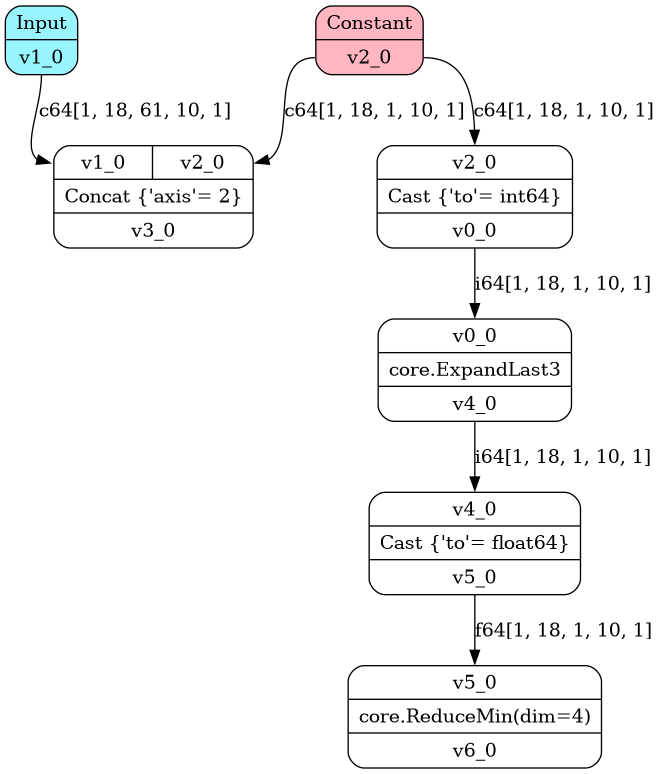 Input
v1_0
Constant
v2_0
c64[1, 18, 61, 10, 1]
c64[1, 18, 1, 10, 1]
c64[1, 18, 1, 10, 1]
v1_0
v2_0
Concat {'axis'= 2}
v3_0
v2_0
Cast {'to'= int64}
v0_0
i64[1, 18, 1, 10, 1]
v0_0
core.ExpandLast3
v4_0
i64[1, 18, 1, 10, 1]
v4_0
Cast {'to'= float64}
v5_0
f64[1, 18, 1, 10, 1]
v5_0
core.ReduceMin(dim=4)
v6_0